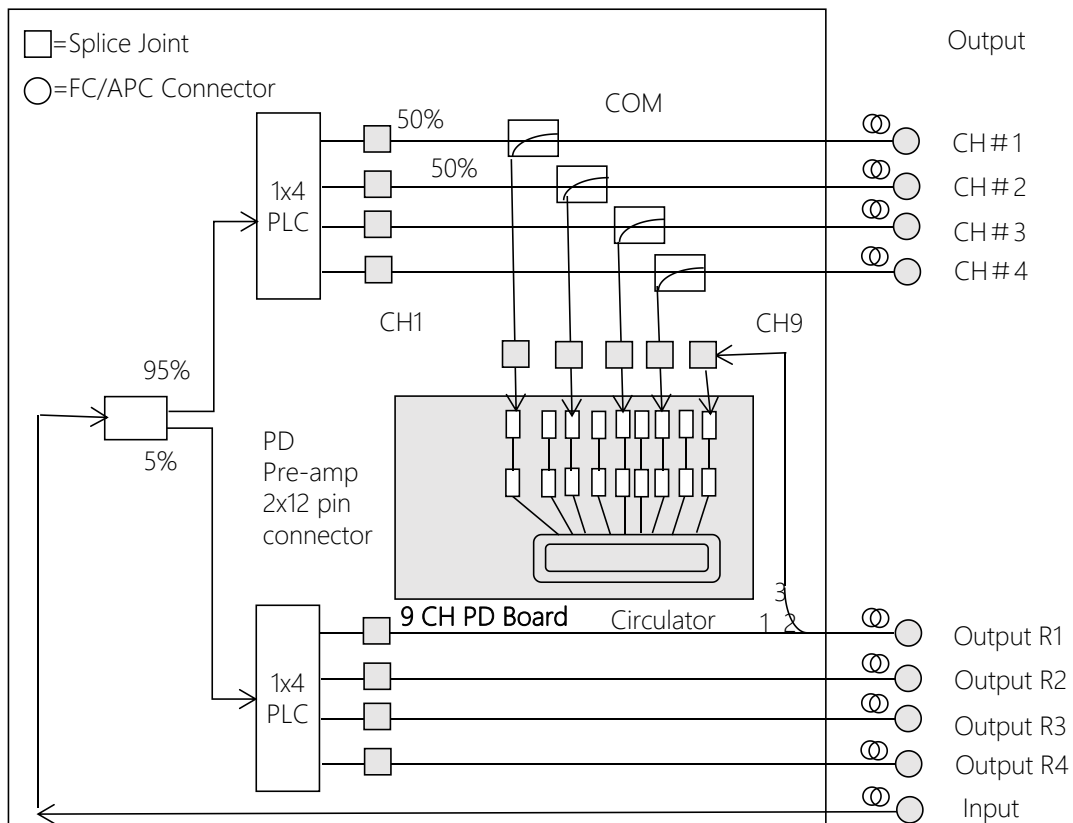 =Splice Joint
=FC/APC Connector
Output
COM
50%
50%
CH#1
CH#2
CH#3
CH#4
1x4
PLC
CH1
CH9
95%
5%
PD
Pre-amp
2x12 pin
connector
9 CH PD Board
Circulator
3
1
2
1x4
PLC
Output R1
Output R2
Output R3
Output R4
Input